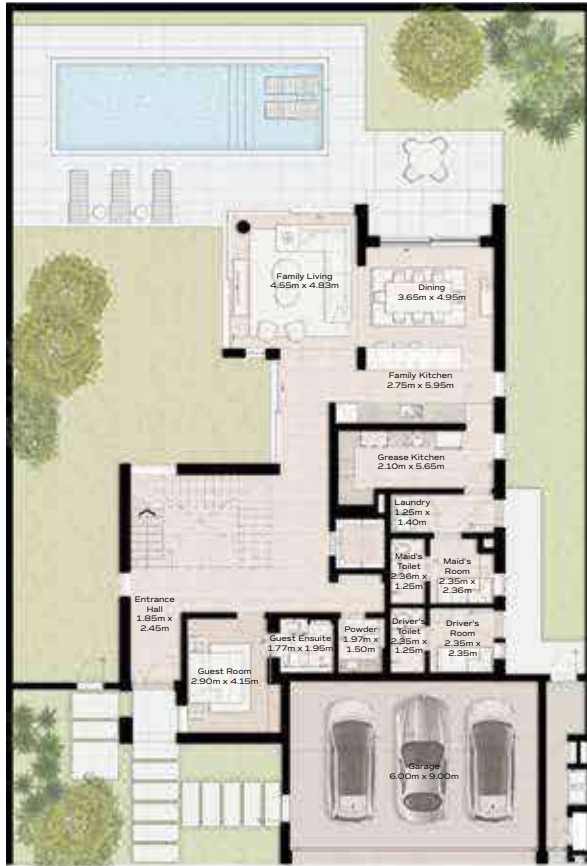 Family Living
4.55m x 4.83m
Dining
3.65m x 4.95m
Family Kitchen
2.75m x 5.95m
Grease Kitchen
2.10m x 5.65m
Laundry
1.25m x
1.40m
Maid's
Toilet
2.36m x
1.25m
Maid's
Room
2.35m x
2.36m
Entrance
Hall
1.85m x
2.45m
Guest Ensuite
1.77m x 1.95m
Powder
1.97m x
1.50m
Driver's
Toilet
2.35m x
1.25m
Driver's
Room
2.35m x
2.35m
Guest Room
2.90m x 4.15m
Garage
6.00m x 9.00m